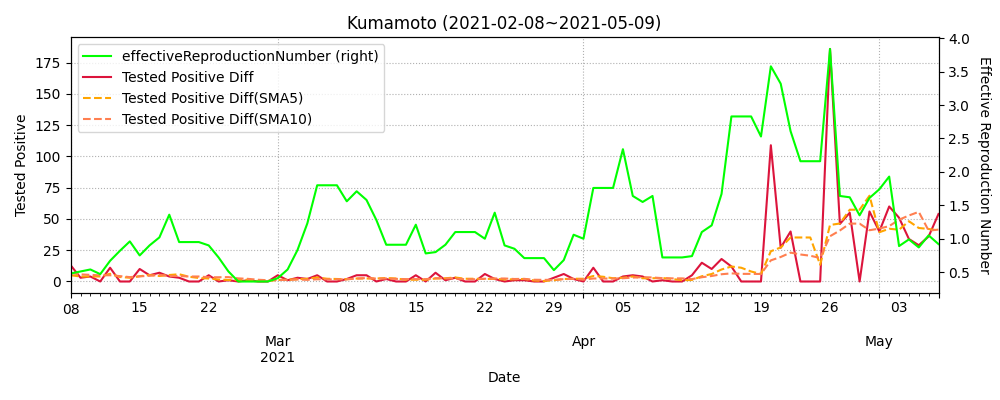 Kumamoto (2021-02-08~2021-05-09)
effectiveReproductionNumber (right)
Tested Positive Diff
Tested Positive Diff(SMA5)
Tested Positive Diff(SMA10)
Tested Positive
175
150
125
100
75
50
25
0
4.0
3.5
3.0
2.5
2.0
1.5
1.0
0.5
Effective Reproduction Number
08 15 22 08 15 22 29 05 12 19 26 03
Mar Apr May
2021
Date